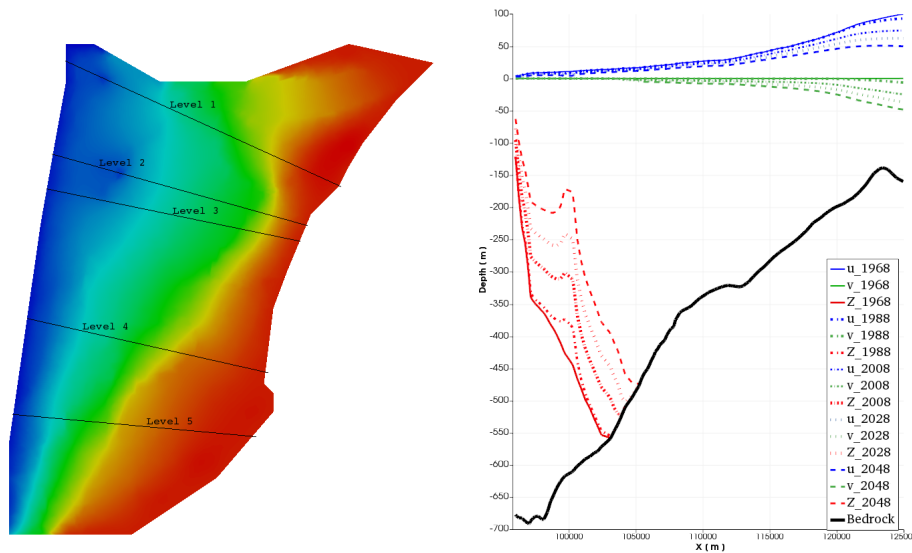 Level 1
Level 2
Level 3
Level 4
Level 5
Depth ( m )
100
50
0
-50
-100
-150
-200
-250
-300
-350
-400
-450
-500
-550
-600
-650
-700
100000
105000
110000
115000
120000
12500
X ( m )
u_1968
v_1968
Z_1968
u_1988
v_1988
Z_1988
u_2008
v_2008
Z_2008
u_2028
v_2028
Z_2028
u_2048
v_2048
Z_2048
Bedrock